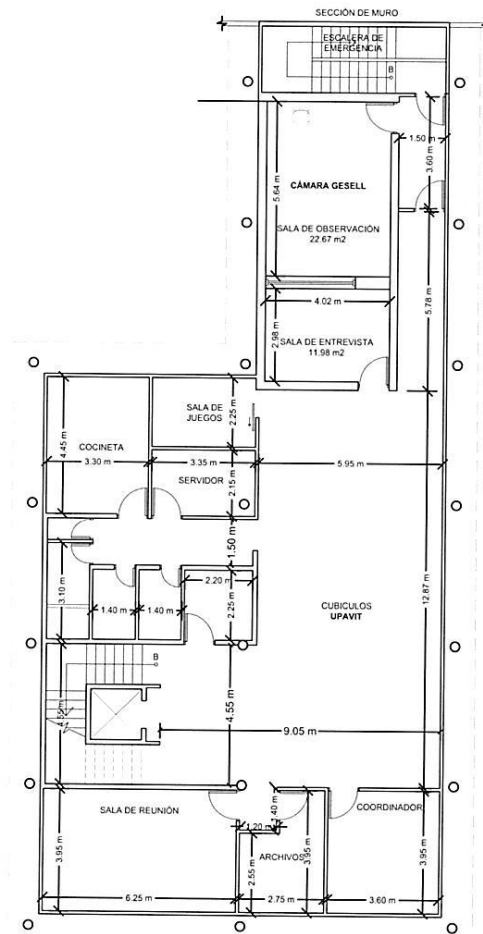 SECCIÓN DE MURO
ESCALERA DE
EMERGENCIA
B
1.50 m
3.60 m
5.64 m
CÁMARA GESELL
SALA DE OBSERVACIÓN
22.67 m2
5.78 m
4.02 m
2.98 m
SALA DE ENTREVISTA
11.98 m2
SALA DE
JUEGOS
2.25 m
4.45 m
COCINETA
3.30 m
3.35 m
5.95 m
SERVIDOR
2.15 m
1.50 m
3.10 m
2.20 m
1.40 m
1.40 m
2.25 m
CUBICULOS
UPAVIT
12.87 m
B
4.55 m
4.55 m
9.05 m
SALA DE REUNIÓN
1.40 m
COORDINADOR
1.20 m
3.95 m
ARCHIVOS
2.55 m
3.95 m
3.95 m
6.25 m
2.75 m
3.60 m